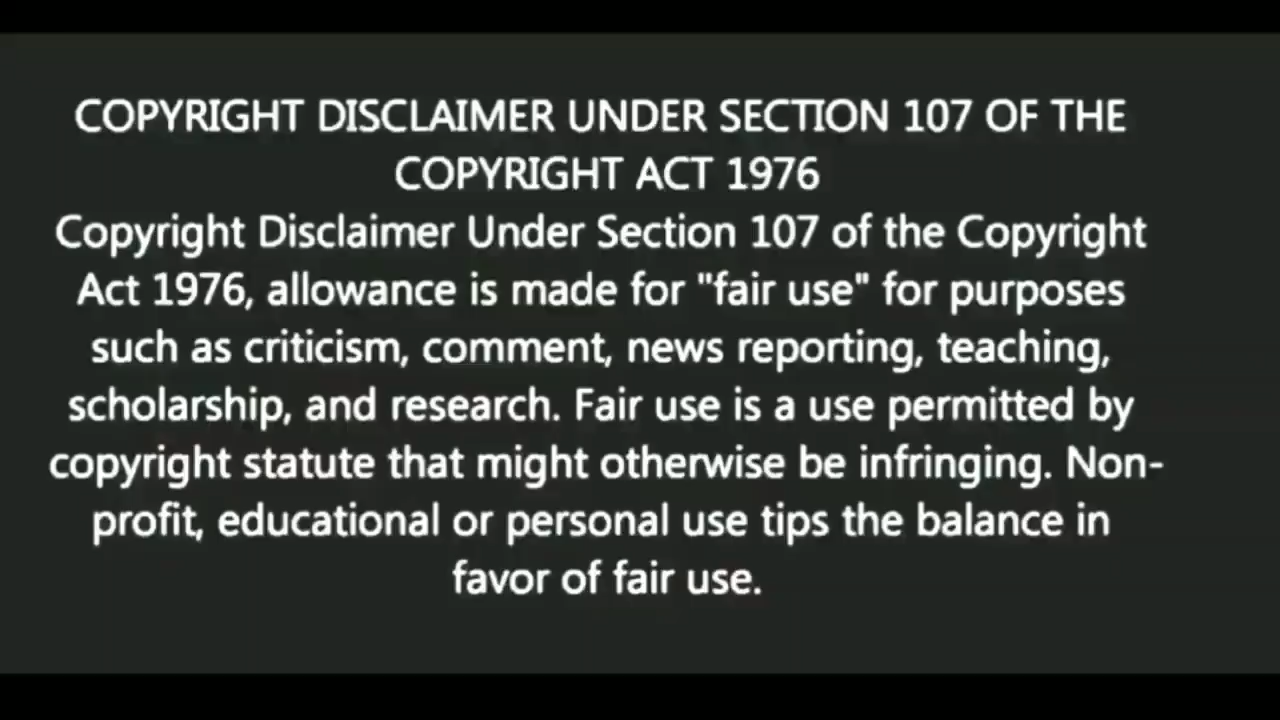 COPYRIGHT DISCLAIMER UNDER SECTION 107 OF THE
COPYRIGHT ACT 1976
Copyright Disclaimer Under Section 107 of the Copyright
Act 1976, allowance is made for "fair use" for purposes
such as criticism, comment, news reporting, teaching,
scholarship, and research. Fair use is a use permitted by
copyright statute that might otherwise be infringing. Non-
profit, educational or personal use tips the balance in
favor of fair use.